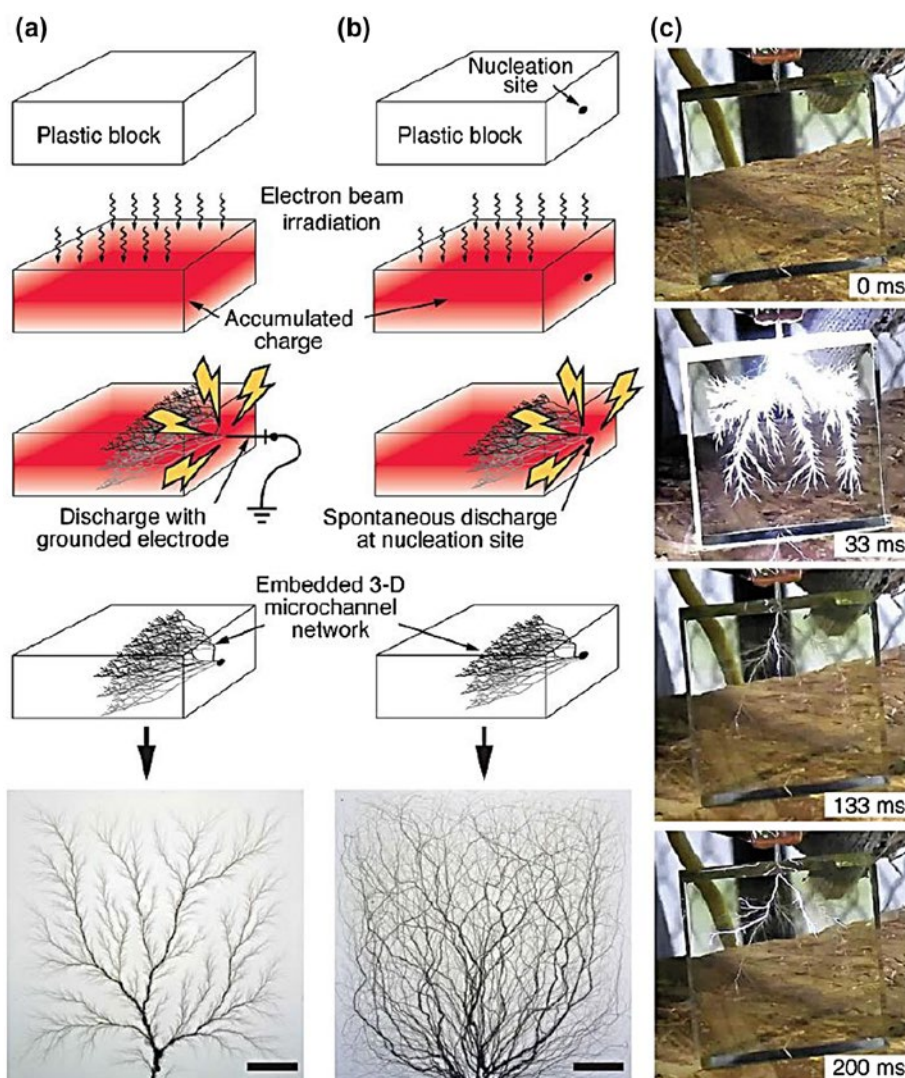 (a)
(b)
(c)
Plastic block
Nucleation
site
Plastic block
Electron beam
irradiation
Accumulated
charge
Discharge with
grounded electrode
Spontaneous discharge
at nucleation site
Embedded 3-D
microchannel
network
0 ms
33 ms
133 ms
200 ms